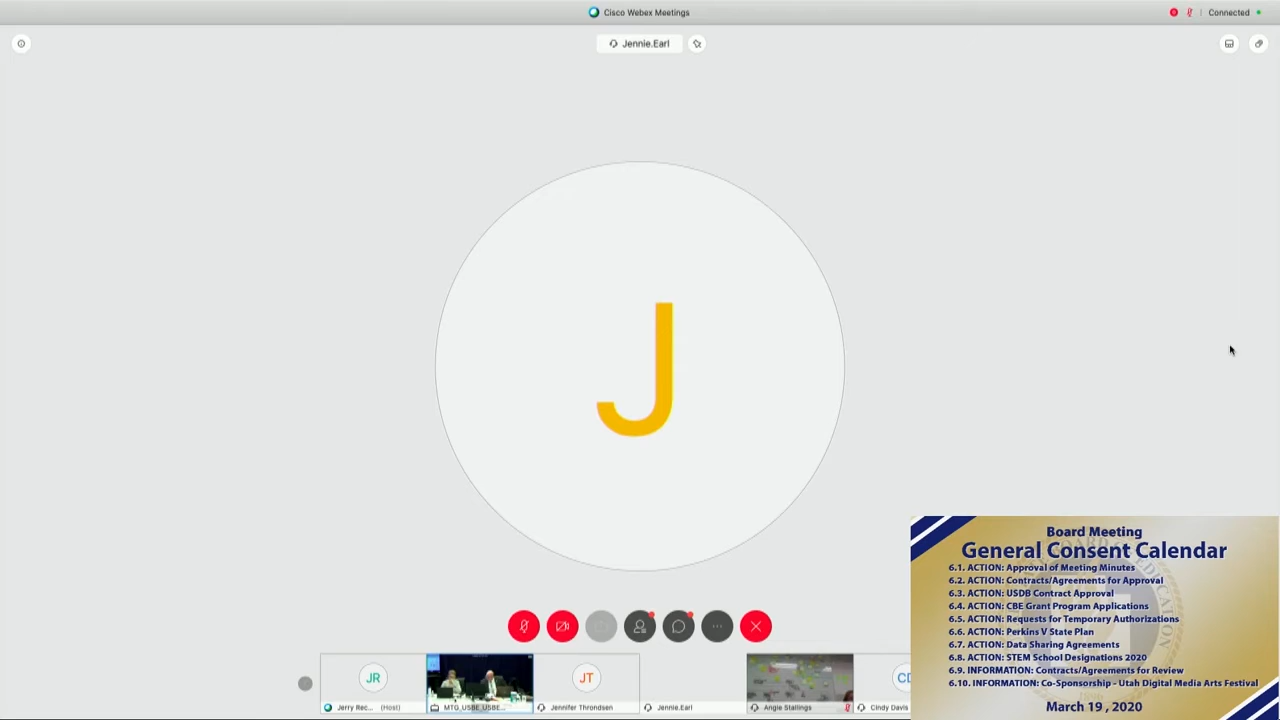 Cisco Webex Meetings
Connected
Jennie.Earl
J
JR
JT
CD
Jerry Rec... (Host)
MTG_USBE_USBE...
Jennifer Throndsen
Jennie.Earl
Angie Stallings
Cindy Davis
Board Meeting
General Consent Calendar
6.1. ACTION: Approval of Meeting Minutes
6.2. ACTION: Contracts/Agreements for Approval
6.3. ACTION: USDB Contract Approval
6.4. ACTION: CBE Grant Program Applications
6.5. ACTION: Requests for Temporary Authorizations
6.6. ACTION: Perkins V State Plan
6.7. ACTION: Data Sharing Agreements
6.8. ACTION: STEM School Designations 2020
6.9. INFORMATION: Contracts/Agreements for Review
6.10. INFORMATION: Co-Sponsorship - Utah Digital Media Arts Festival
March 19, 2020